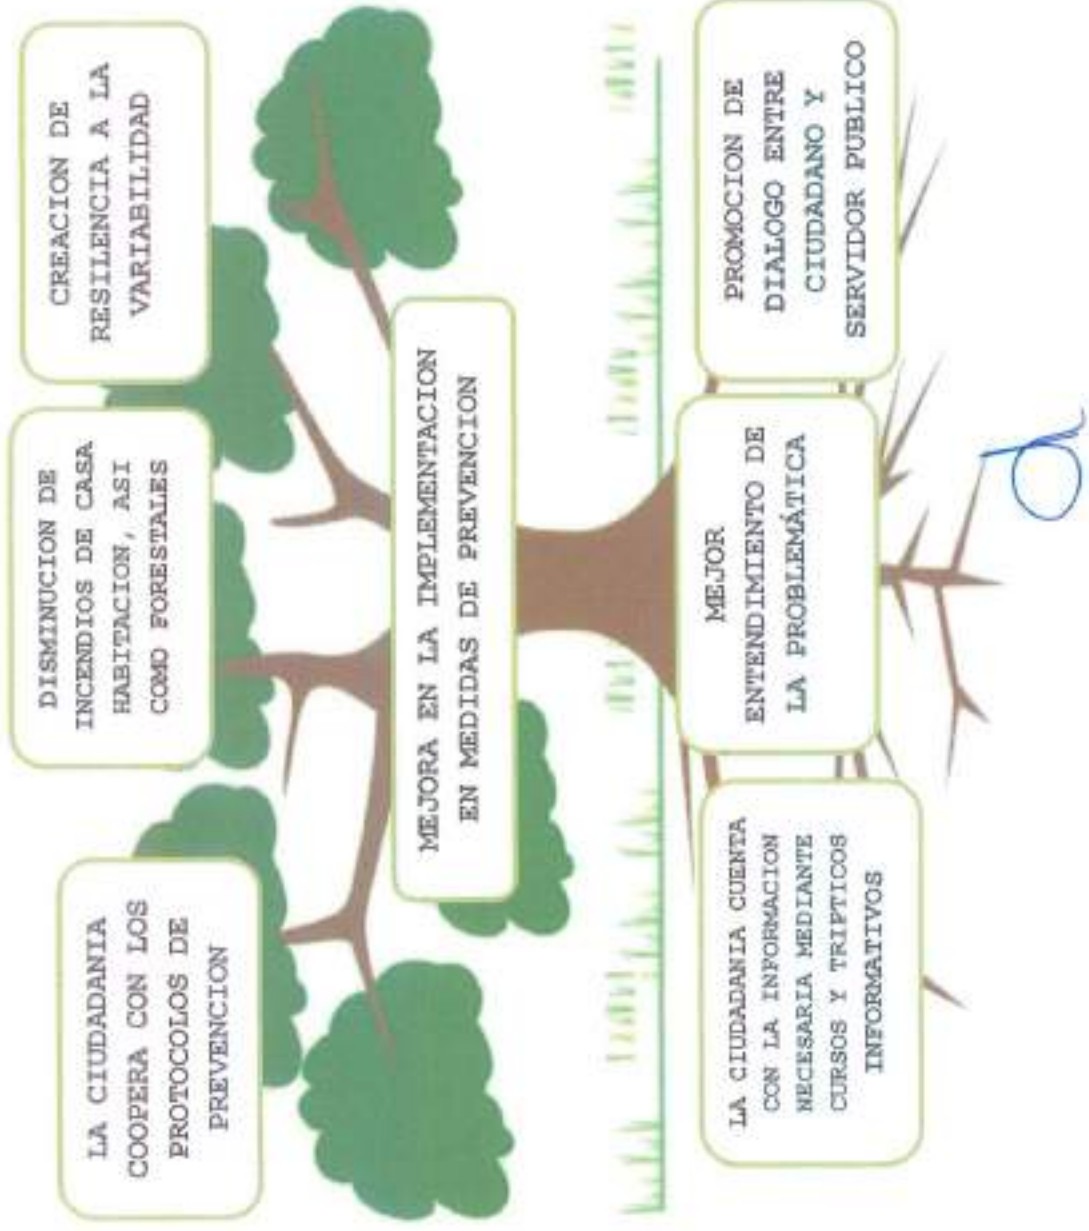 LA CIUDADANIA
COOPERA CON LOS
PROTOCOLOS DE
PREVENCION
DISMINUCION DE
INCENDIOS DE CASA
HABITACION, ASI
COMO FORESTALES
CREACION DE
RESILENCIA A LA
VARIABILIDAD
MEJORA EN LA IMPLEMENTACION
EN MEDIDAS DE PREVENCION
LA CIUDADANIA CUENTA
CON LA INFORMACION
NECESARIA MEDIANTE
CURSOS Y TRIPTICOS
INFORMATIVOS
MEJOR
ENTENDIMIENTO DE
LA PROBLEMÁTICA
PROMOCION DE
DIALOGO ENTRE
CIUDADANO Y
SERVIDOR PUBLICO